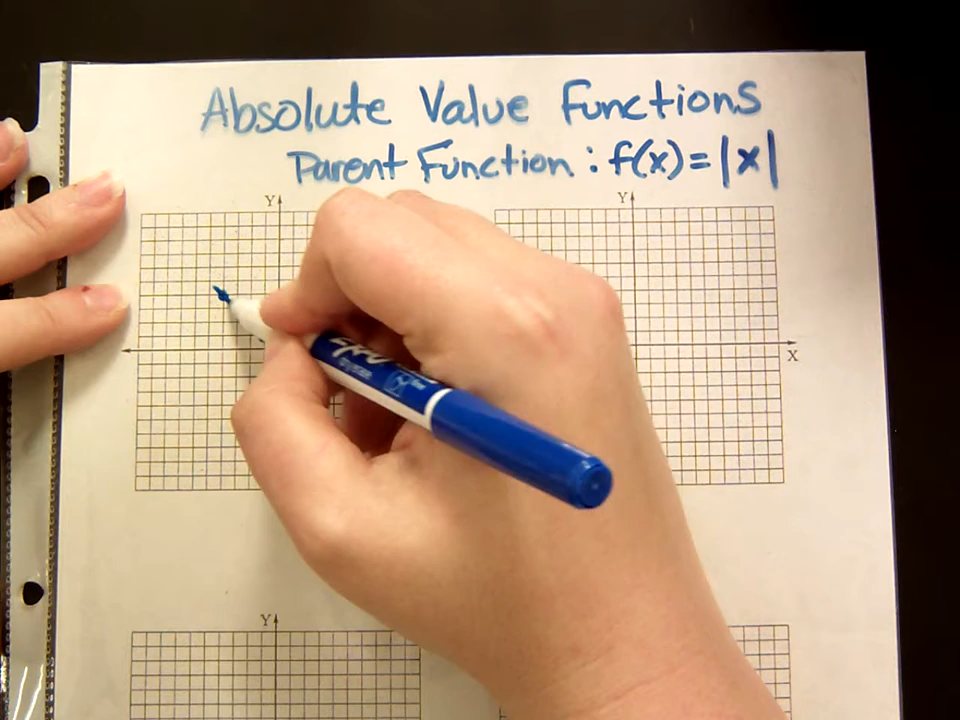 Absolute Value Functions
Parent Function : f(x) = |x|
Y
Y
X
Y